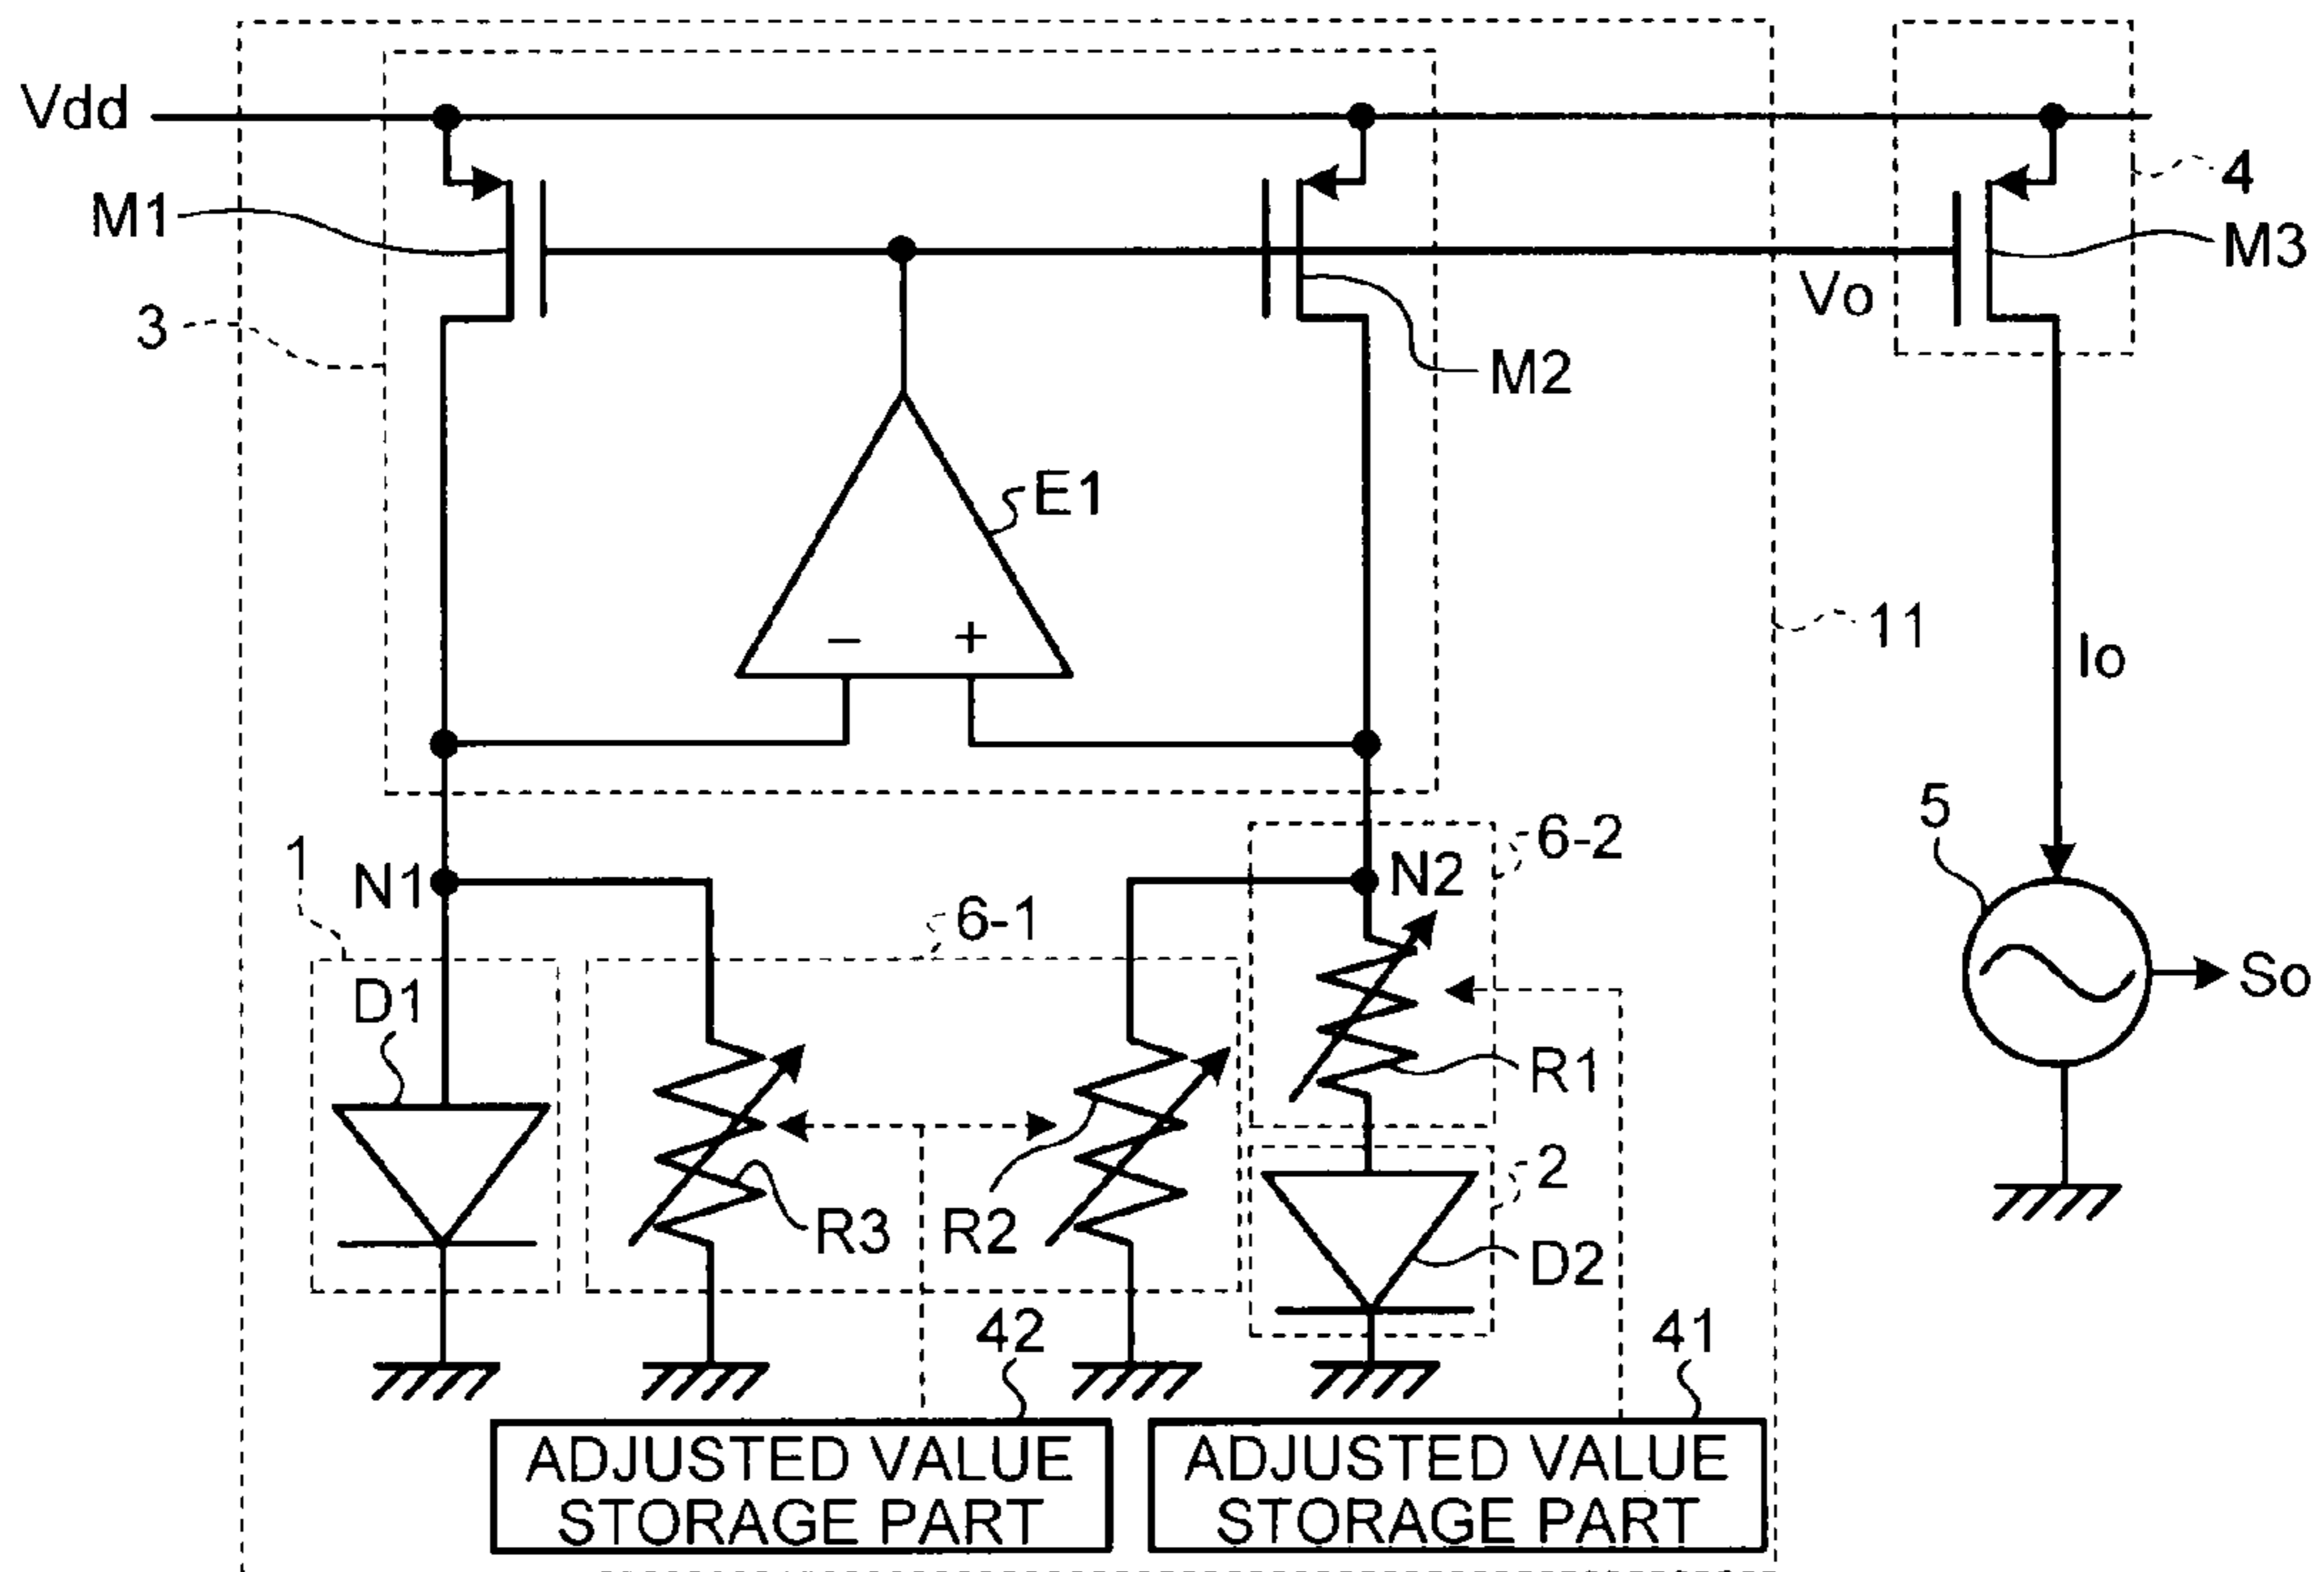 Vdd
M1
4
M3
Vo
3
M2
E1
−
+
11
Io
5
1
N1
N2
6-2
6-1
D1
So
R1
2
R3
R2
D2
42
41
ADJUSTED VALUE
STORAGE PART
ADJUSTED VALUE
STORAGE PART